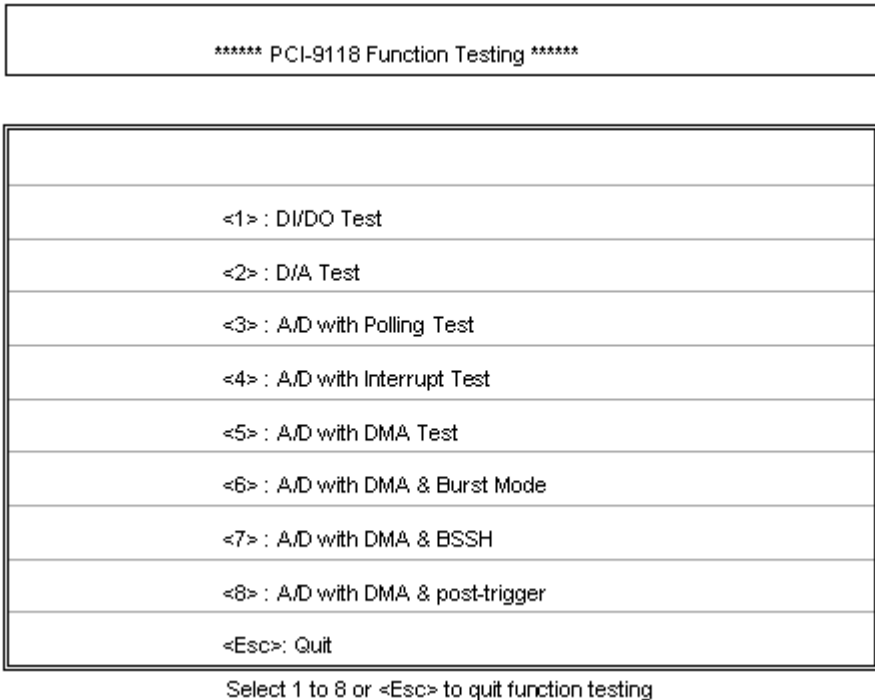 ****** PCI-9118 Function Testing ******
<1> : DI/DO Test
<2> : D/A Test
<3> : A/D with Polling Test
<4> : A/D with Interrupt Test
<5> : A/D with DMA Test
<6> : A/D with DMA & Burst Mode
<7> : A/D with DMA & BSSH
<8> : A/D with DMA & post-trigger
<Esc>: Quit
Select 1 to 8 or <Esc> to quit function testing